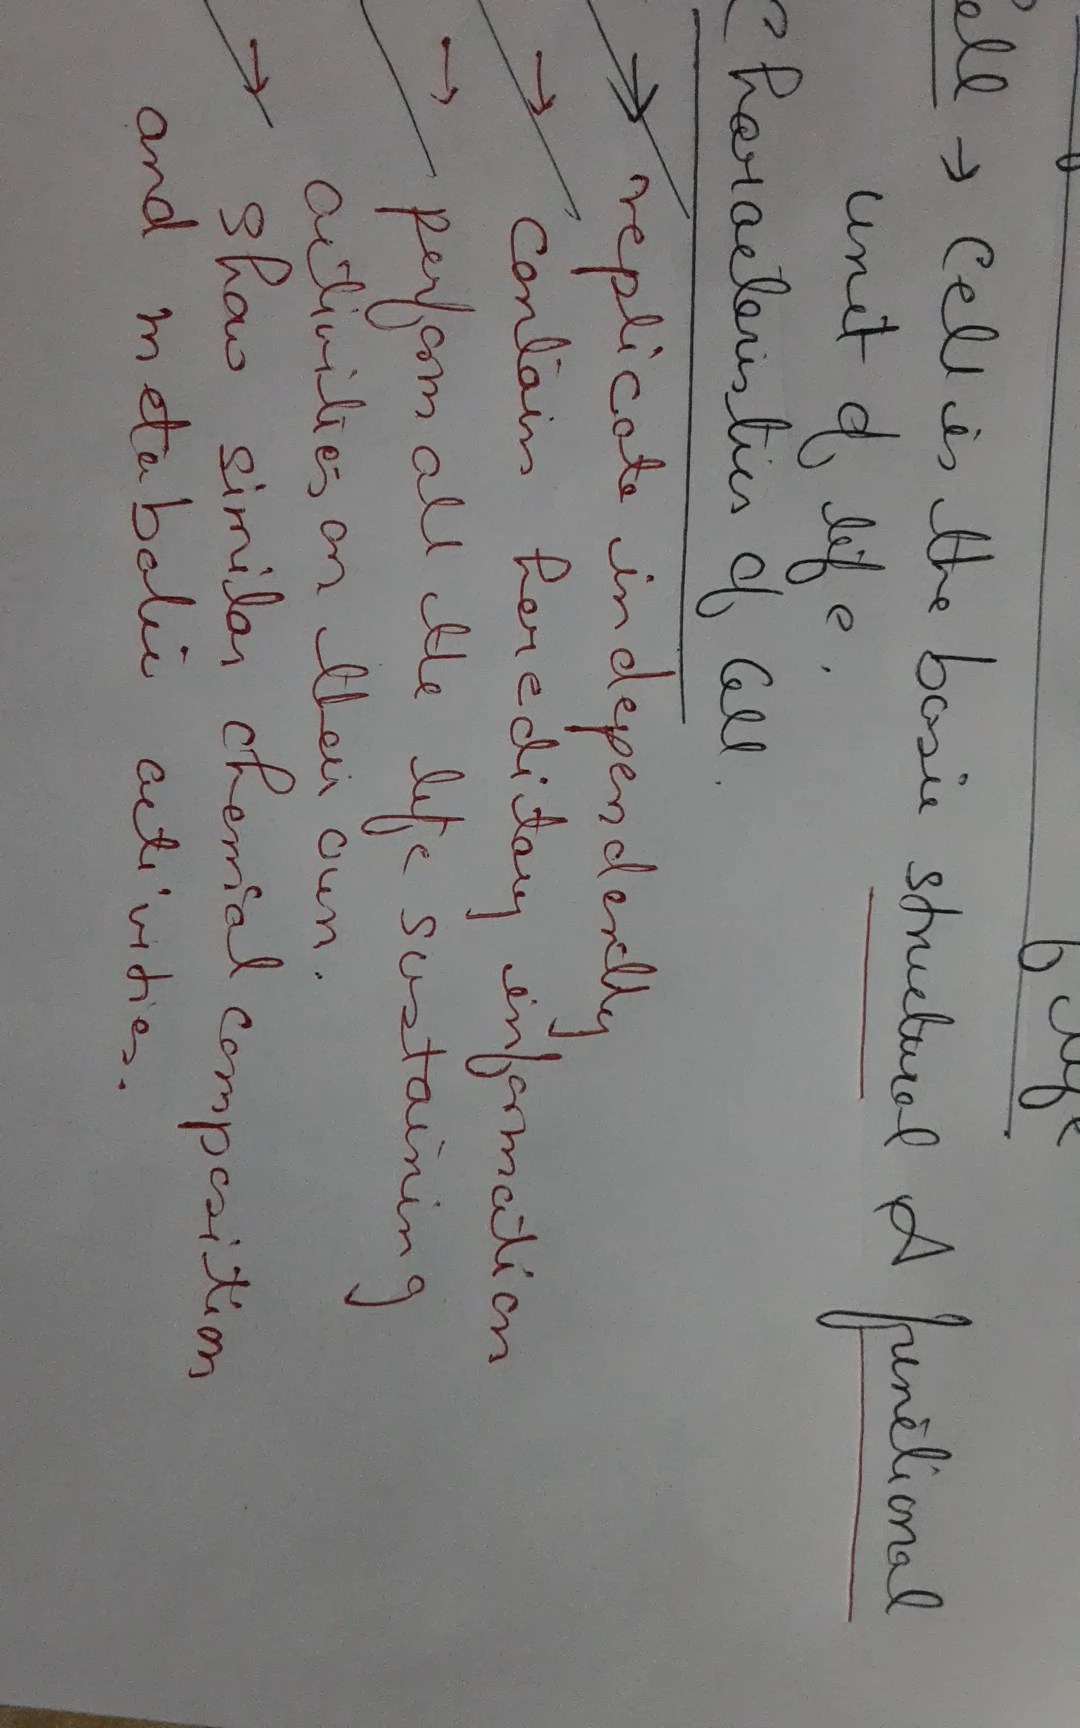 life
Cell → Cell is the basic structural & functional
unit of life.
Characteristics of Cell.
→ replicate independently
→ contain hereditary information
→ perform all the life sustaining
activities on their own.
→ show similar chemical composition
and metabolic activities.